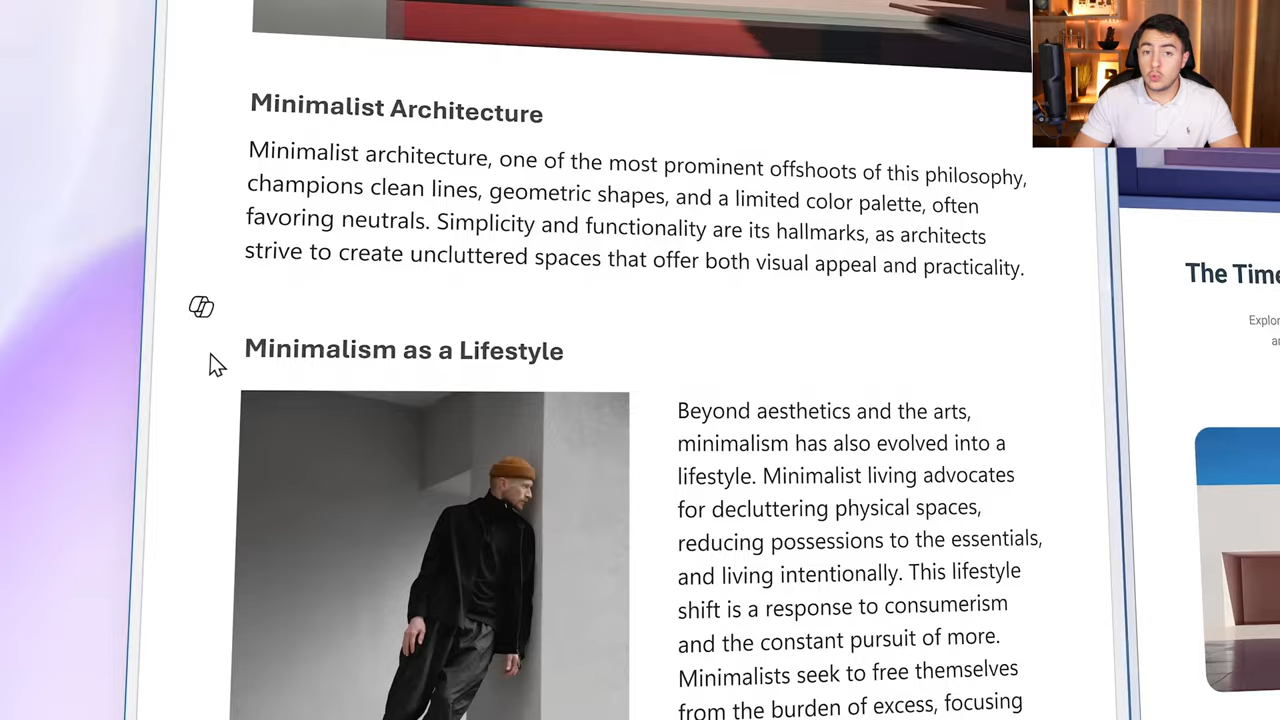 Minimalist Architecture
Minimalist architecture, one of the most prominent offshoots of this philosophy,
champions clean lines, geometric shapes, and a limited color palette, often
favoring neutrals. Simplicity and functionality are its hallmarks, as architects
strive to create uncluttered spaces that offer both visual appeal and practicality.
Minimalism as a Lifestyle
Beyond aesthetics and the arts,
minimalism has also evolved into a
lifestyle. Minimalist living advocates
for decluttering physical spaces,
reducing possessions to the essentials,
and living intentionally. This lifestyle
shift is a response to consumerism
and the constant pursuit of more.
Minimalists seek to free themselves
from the burden of excess, focusing
The Time
Explor